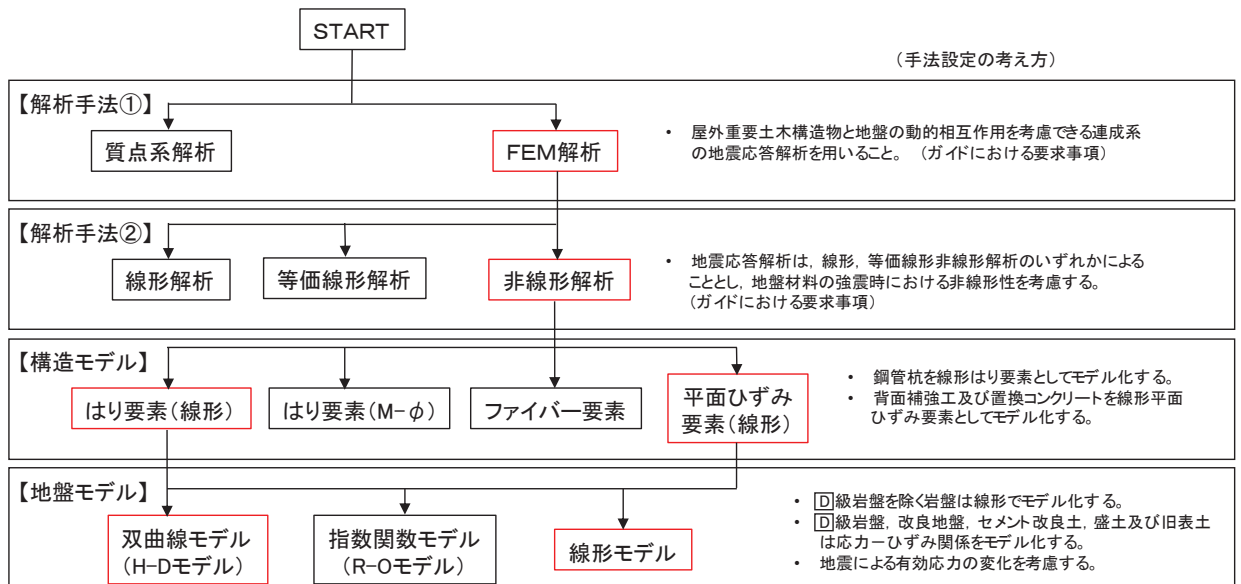 START
(手法設定の考え方)
【解析手法①】
質点系解析
FEM解析
・ 屋外重要土木構造物と地盤の動的相互作用を考慮できる連成系
の地震応答解析を用いること。 (ガイドにおける要求事項)
【解析手法②】
線形解析
等価線形解析
非線形解析
・ 地震応答解析は, 線形, 等価線形非線形解析のいずれかによる
こととし, 地盤材料の強震時における非線形性を考慮する。
(ガイドにおける要求事項)
【構造モデル】
はり要素(線形)
はり要素(M-φ)
ファイバー要素
平面ひずみ
要素(線形)
・ 鋼管杭を線形はり要素としてモデル化する。
・ 背面補強工及び置換コンクリートを線形平面
ひずみ要素としてモデル化する。
【地盤モデル】
双曲線モデル
(H-Dモデル)
指数関数モデル
(R-Oモデル)
線形モデル
・ D級岩盤を除く岩盤は線形でモデル化する。
・ D級岩盤, 改良地盤, セメント改良土, 盛土及び旧表土
は応力ーひずみ関係をモデル化する。
・ 地震による有効応力の変化を考慮する。